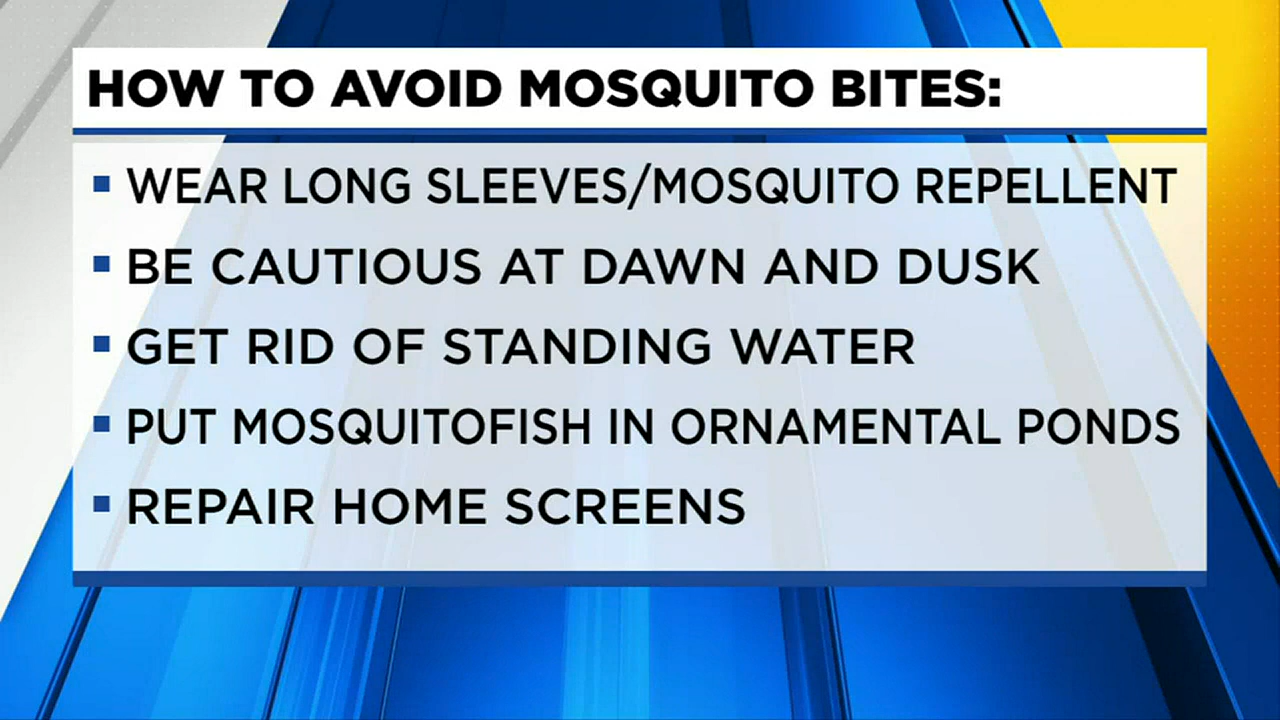 HOW TO AVOID MOSQUITO BITES:
WEAR LONG SLEEVES/MOSQUITO REPELLENT
BE CAUTIOUS AT DAWN AND DUSK
GET RID OF STANDING WATER
PUT MOSQUITOFISH IN ORNAMENTAL PONDS
REPAIR HOME SCREENS